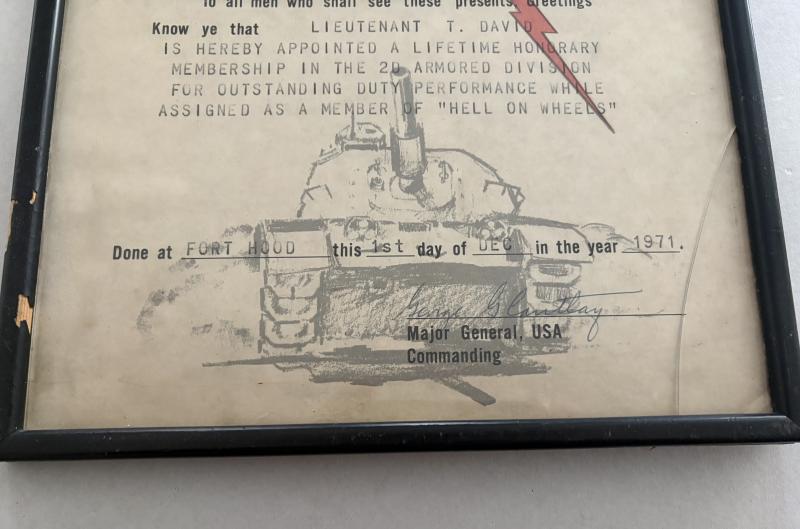 To all men who shall see these presents, Greetings
Know ye that LIEUTENANT T. DAVID
IS HEREBY APPOINTED A LIFETIME HONORARY
MEMBERSHIP IN THE 2D ARMORED DIVISION
FOR OUTSTANDING DUTY PERFORMANCE WHILE
ASSIGNED AS A MEMBER OF "HELL ON WHEELS"
Done at FORT HOOD this 1st day of DEC in the year 1971.
George G Cantlay
Major General, USA
Commanding